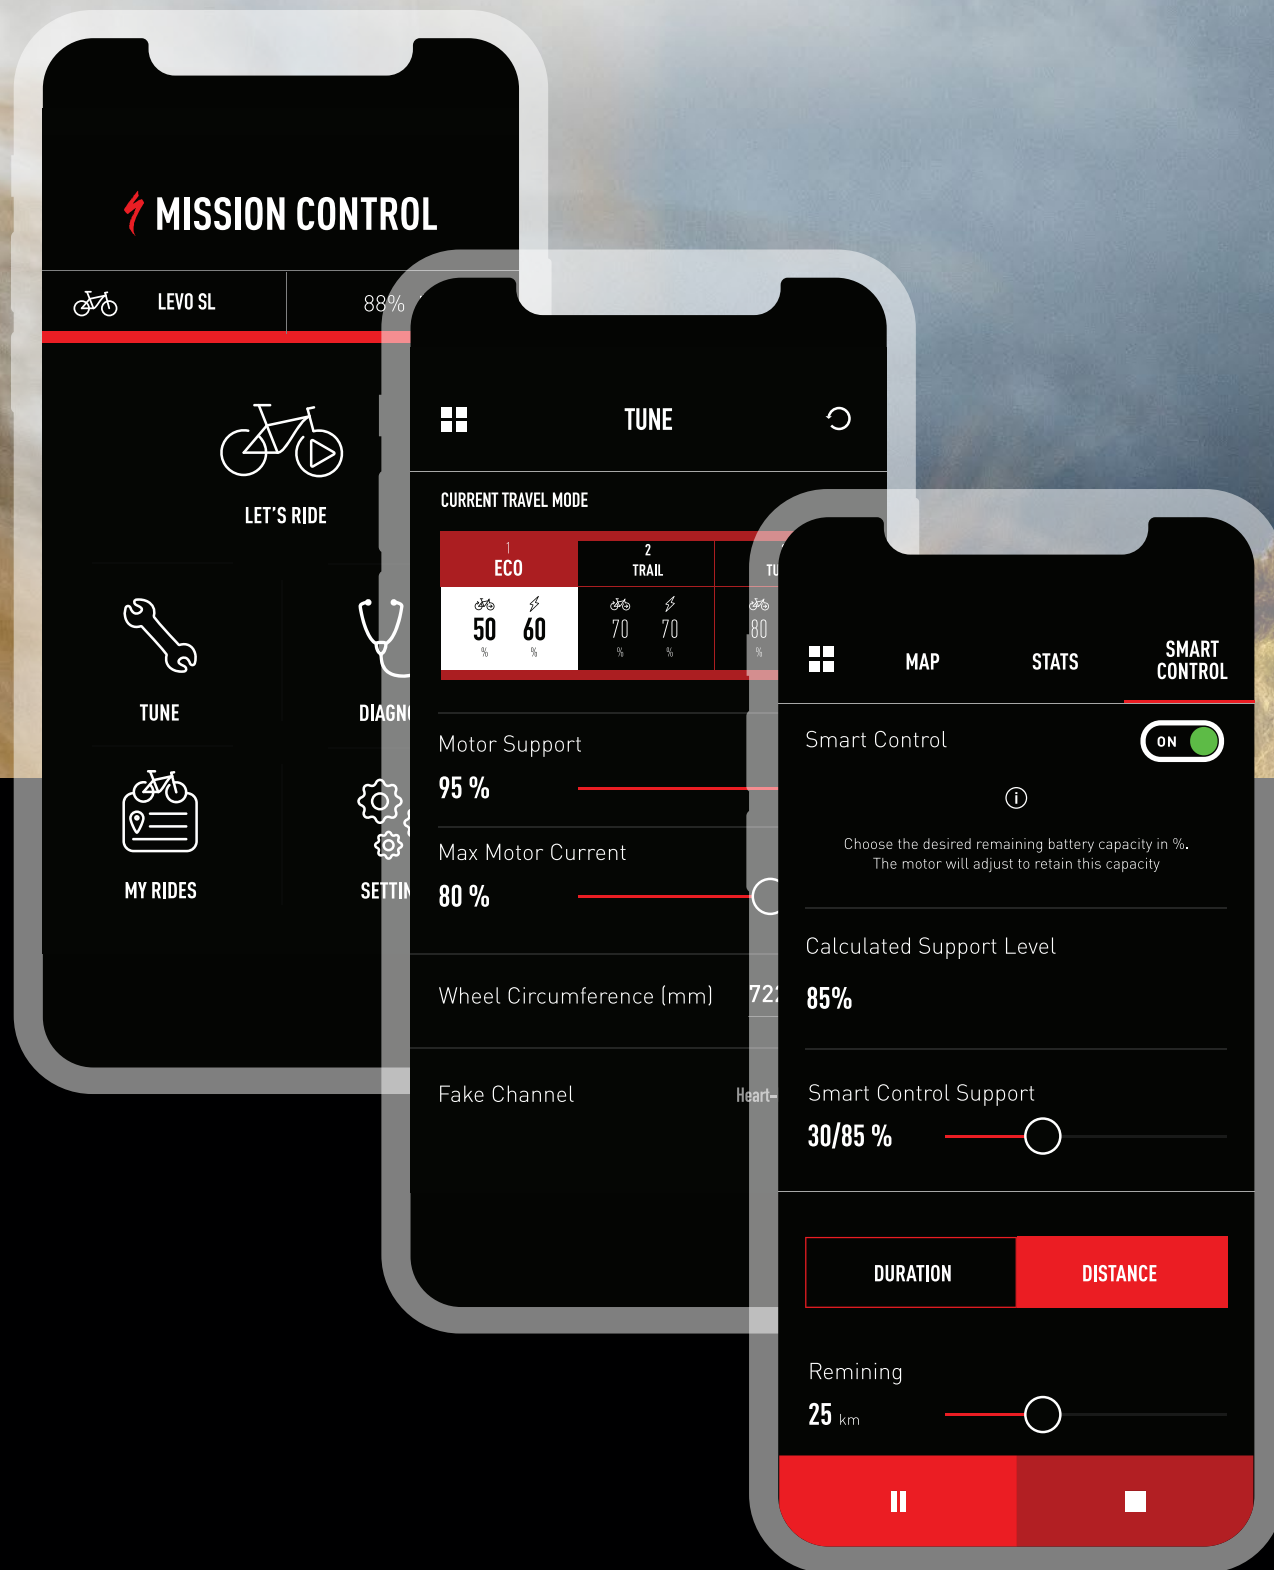 MISSION CONTROL
LEVO SL
88%
LET'S RIDE
TUNE
MY RIDES
TUNE
CURRENT TRAVEL MODE
1
ECO
2
TRAIL
50 60
% %
70 70
% %
80
%
Motor Support
95 %
Max Motor Current
80 %
Wheel Circumference (mm)
Fake Channel
Heart-
MAP STATS SMART
CONTROL
Smart Control
ON
Choose the desired remaining battery capacity in %.
The motor will adjust to retain this capacity
Calculated Support Level
85%
Smart Control Support
30/85 %
DURATION DISTANCE
Remining
25 km